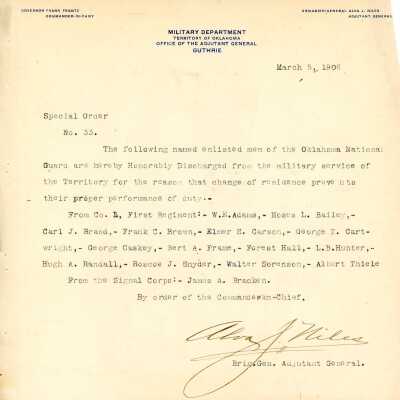 GOVERNOR FRANK FRANTZ
COMMANDER-IN-CHIEF
BRIGADIER-GENERAL ALVA J. NILES
ADJUTANT GENERAL
MILITARY DEPARTMENT
TERRITORY OF OKLAHOMA
OFFICE OF THE ADJUTANT GENERAL
GUTHRIE
March 5, 1906
Special Order
No. 33.
The following named enlisted men of the Oklahoma National
Guard are hereby Honorably Discharged from the military service of
the Territory for the reason that change of residence prevents
their proper performance of duty:-
From Co. L, First Regiment:- W.M.Adams,- Moses L. Bailey,-
Carl J. Brand,- Frank C. Brown,- Elmer S. Carson,- George T. Cart-
wright,- George Caskey,- Bert A. Frame,- Forest Hall,- L.B.Hunter,-
Hugh A. Randall,- Roscoe J. Snyder,- Walter Sorenson,- Albert Thiele
From the Signal Corps:- James A. Bracken.
By order of the Commander-in-Chief,
Alva J Niles
Brig.Gen. Adjutant General.